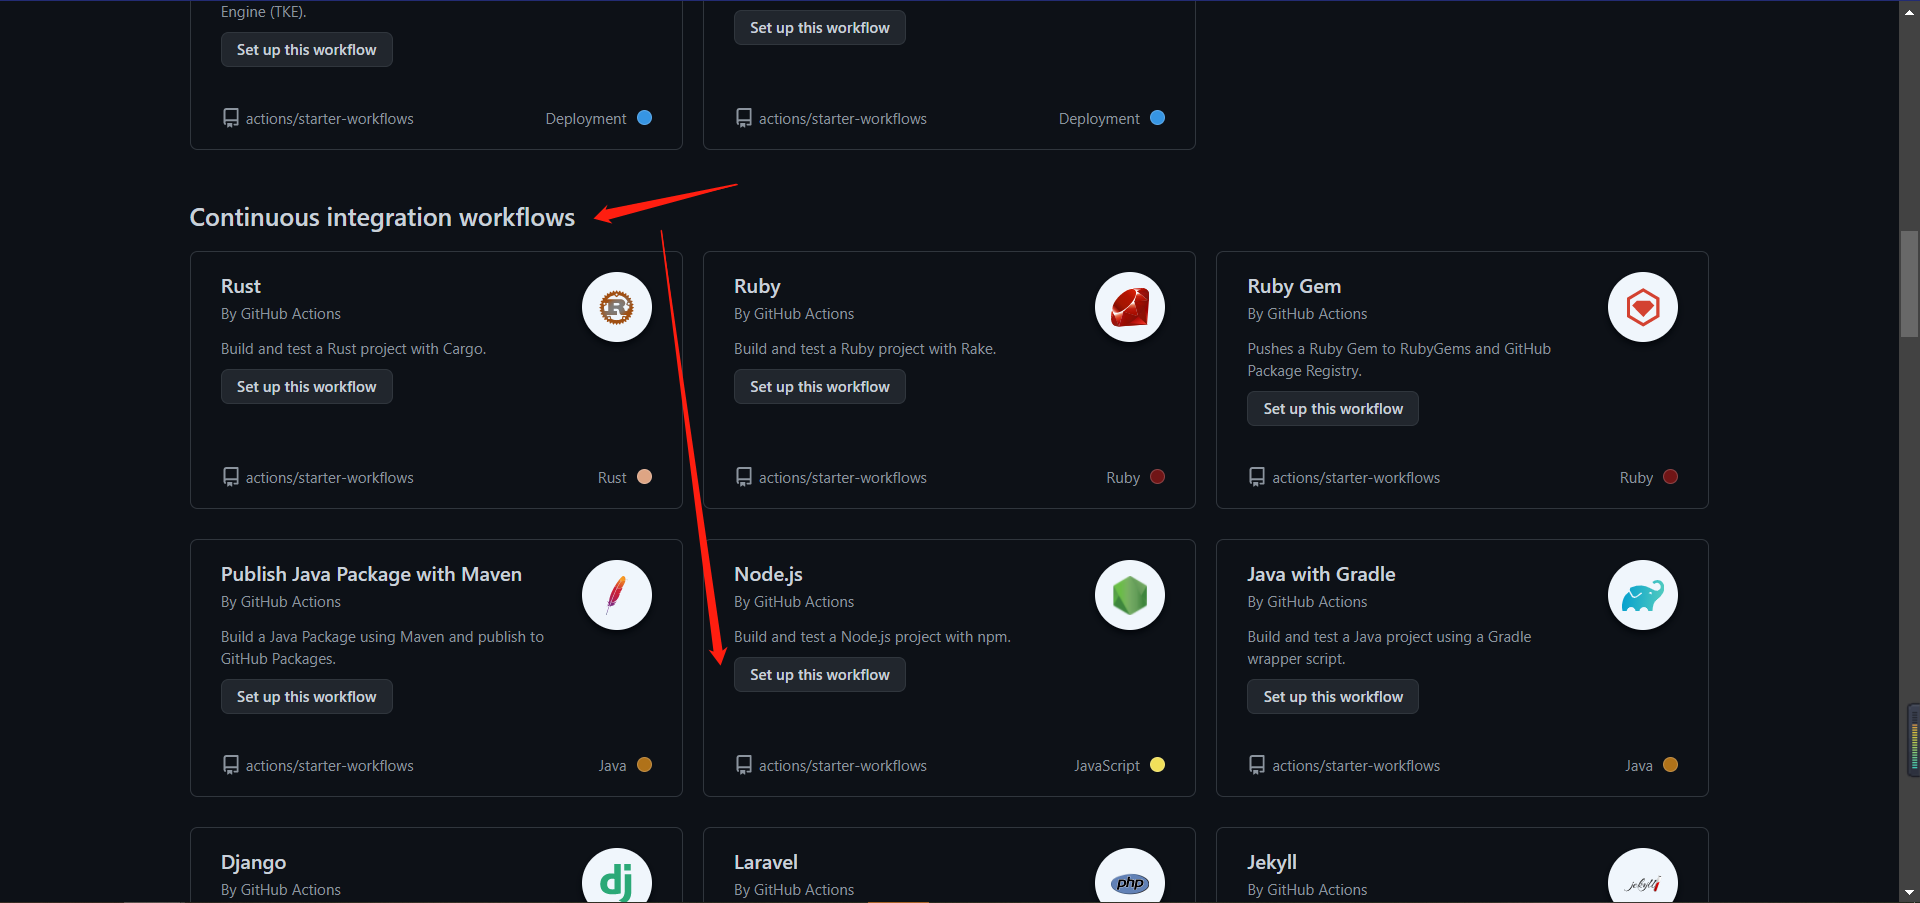 Engine (TKE).
Set up this workflow
actions/starter-workflows
Deployment
Set up this workflow
actions/starter-workflows
Deployment
Continuous integration workflows
Rust
By GitHub Actions
Build and test a Rust project with Cargo.
Set up this workflow
actions/starter-workflows
Rust
Ruby
By GitHub Actions
Build and test a Ruby project with Rake.
Set up this workflow
actions/starter-workflows
Ruby
Ruby Gem
By GitHub Actions
Pushes a Ruby Gem to RubyGems and GitHub
Package Registry.
Set up this workflow
actions/starter-workflows
Ruby
Publish Java Package with Maven
By GitHub Actions
Build a Java Package using Maven and publish to
GitHub Packages.
Set up this workflow
actions/starter-workflows
Java
Node.js
By GitHub Actions
Build and test a Node.js project with npm.
Set up this workflow
actions/starter-workflows
JavaScript
Java with Gradle
By GitHub Actions
Build and test a Java project using a Gradle
wrapper script.
Set up this workflow
actions/starter-workflows
Java
Django
By GitHub Actions
dj
Laravel
By GitHub Actions
php
Jekyll
By GitHub Actions
jekyll